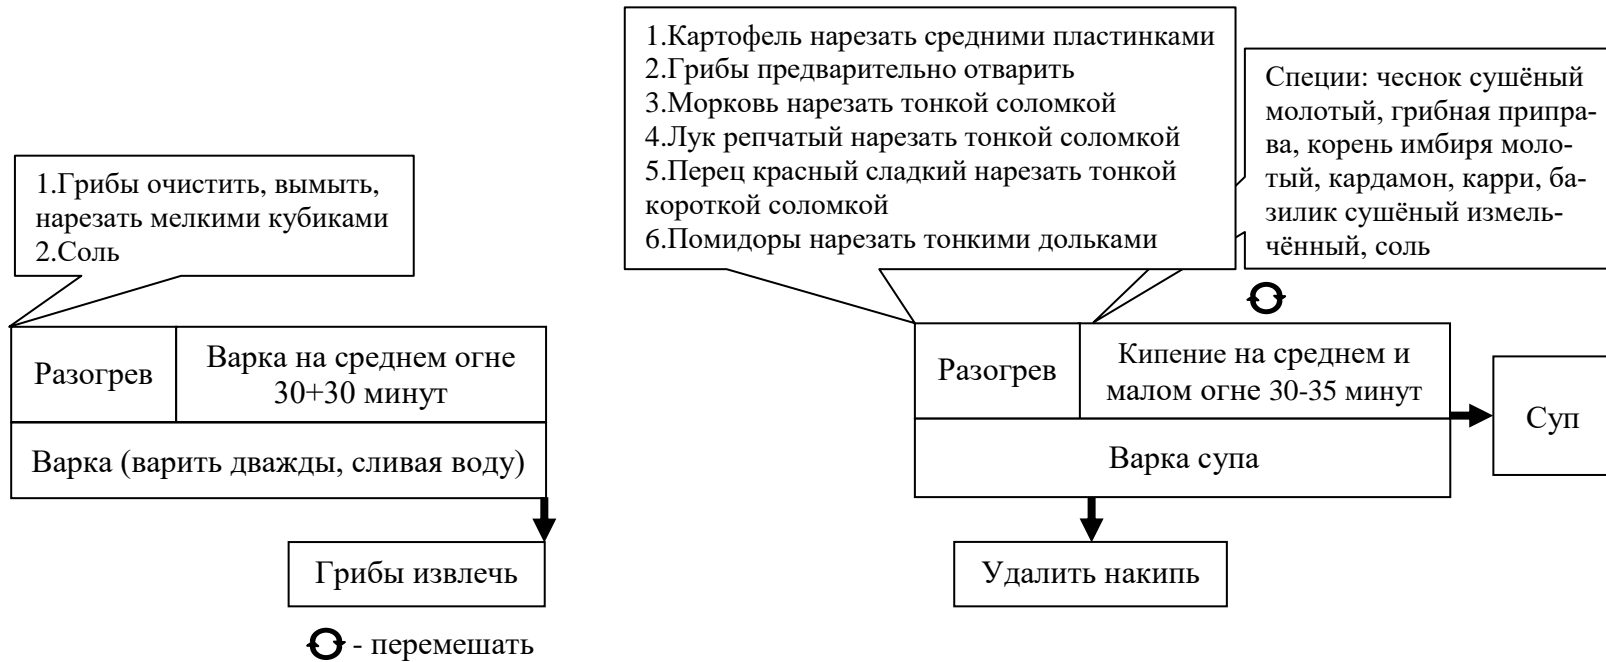 1.Грибы очистить, вымыть,
нарезать мелкими кубиками
2.Соль
Разогрев
Варка на среднем огне
30+30 минут
Варка (варить дважды, сливая воду)
Грибы извлечь
- перемешать
1.Картофель нарезать средними пластинками
2.Грибы предварительно отварить
3.Морковь нарезать тонкой соломкой
4.Лук репчатый нарезать тонкой соломкой
5.Перец красный сладкий нарезать тонкой
короткой соломкой
6.Помидоры нарезать тонкими дольками
Специи: чеснок сушёный
молотый, грибная припра-
ва, корень имбиря моло-
тый, кардамон, карри, ба-
зилик сушёный измель-
чённый, соль
Разогрев
Кипение на среднем и
малом огне 30-35 минут
Варка супа
Суп
Удалить накипь